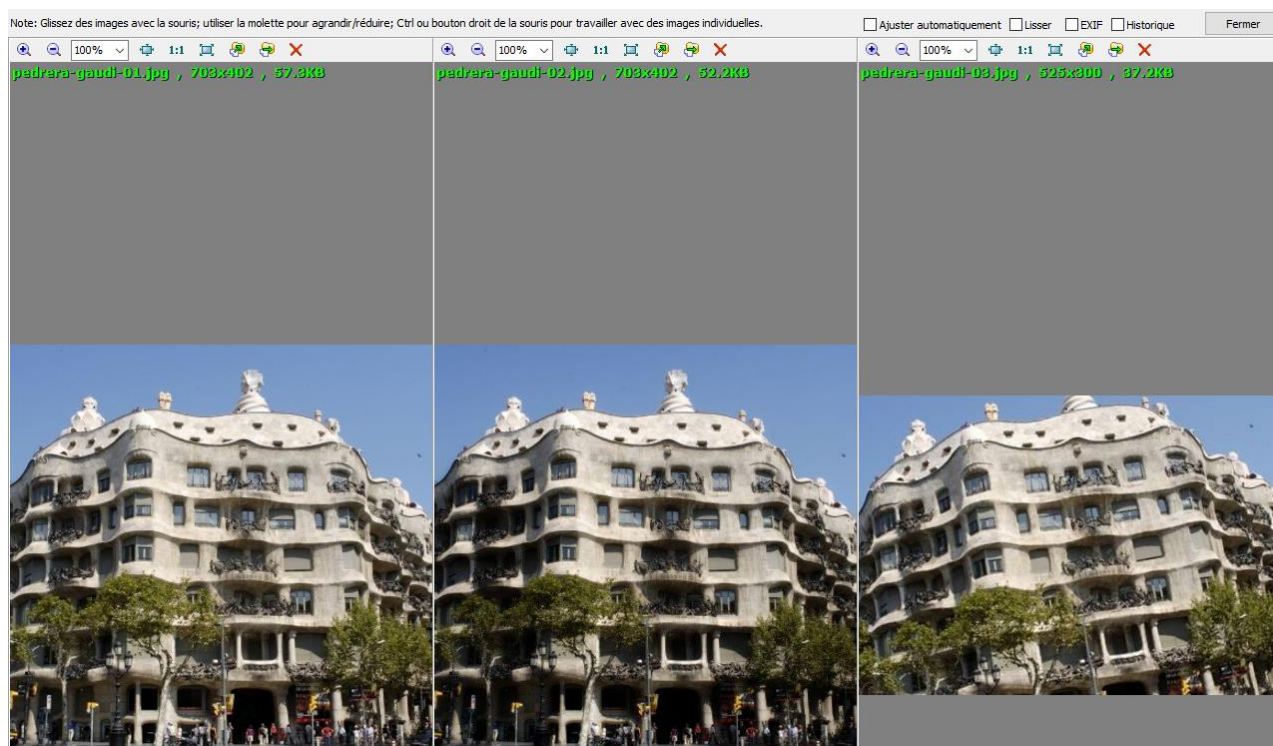 Note: Glissez des images avec la souris; utiliser la molette pour agrandir/réduire; Ctrl ou bouton droit de la souris pour travailler avec des images individuelles.
Ajuster automatiquement Lisser EXIF Historique Fermer
100% 1:1 100% 1:1 100% 1:1
pedrera-gaudi-01.jpg , 703x402 , 57.3KB
pedrera-gaudi-02.jpg , 703x402 , 52.2KB
pedrera-gaudi-03.jpg , 525x300 , 37.2KB